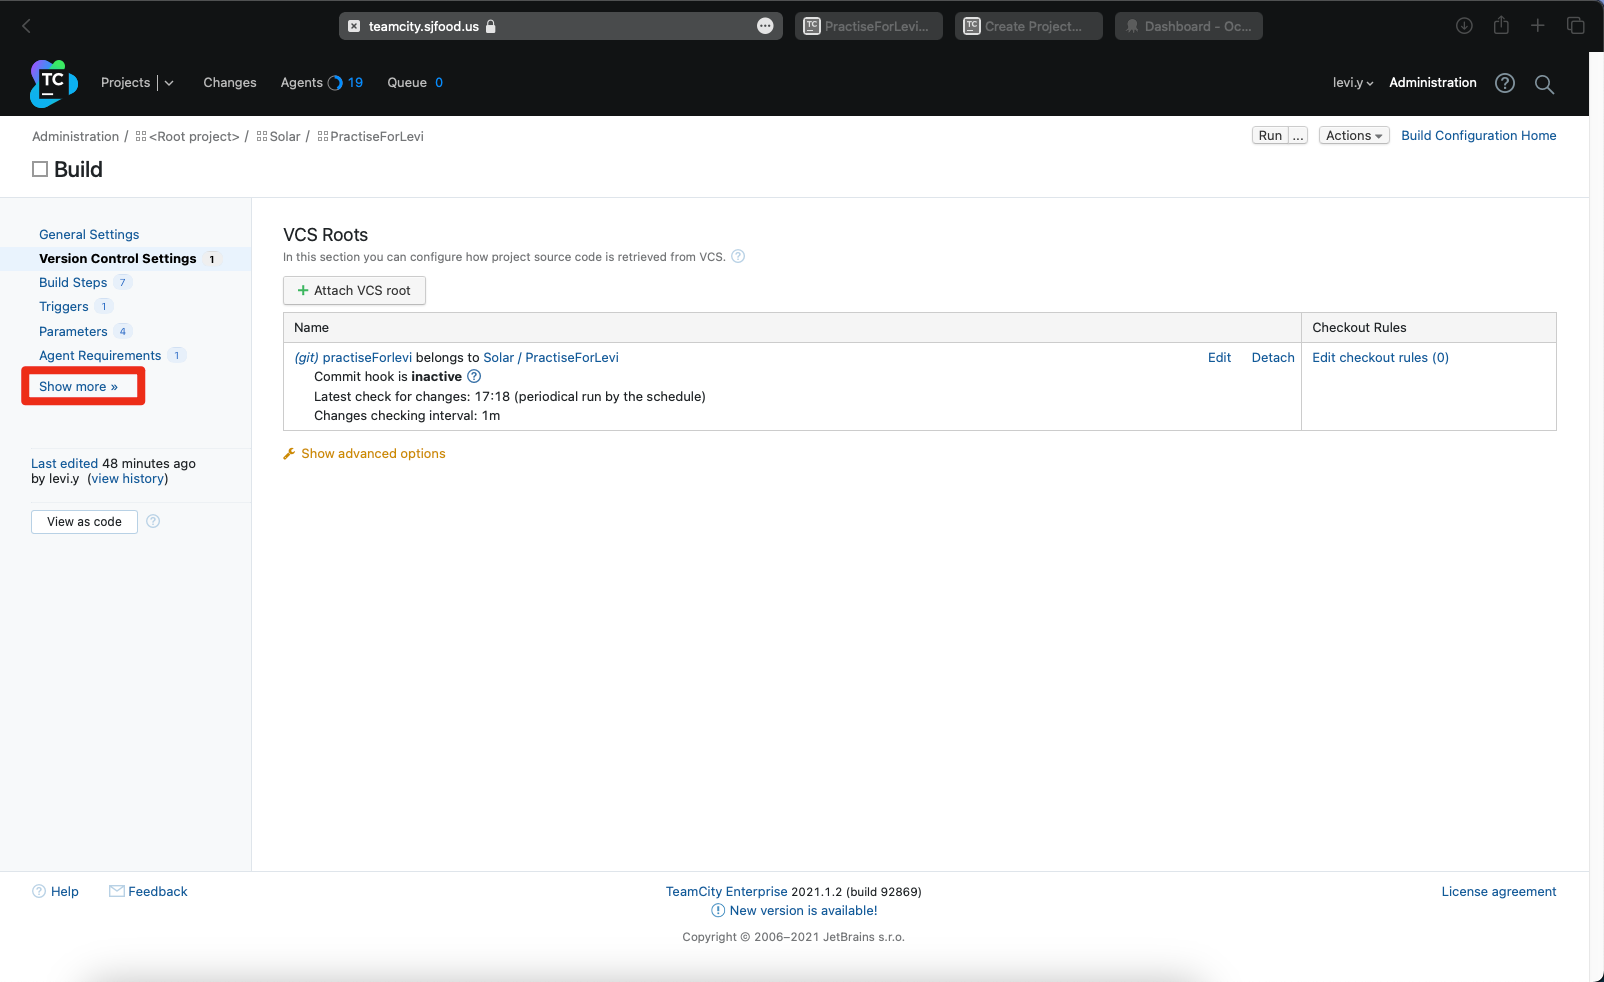 teamcity.sjfood.us
PractiseForLevi...
Create Project...
Dashboard - Oc...
TC
Projects
Changes
Agents 19
Queue 0
levi.y
Administration
Administration / <Root project> / Solar / PractiseForLevi
Run ...
Actions
Build Configuration Home
Build
General Settings
Version Control Settings 1
Build Steps 7
Triggers 1
Parameters 4
Agent Requirements 1
Show more »
Last edited 48 minutes ago
by levi.y (view history)
View as code ?
VCS Roots
In this section you can configure how project source code is retrieved from VCS. ?
+ Attach VCS root
Name
Checkout Rules
(git) practiseForlevi belongs to Solar / PractiseForLevi
Edit
Detach
Edit checkout rules (0)
Commit hook is inactive ?
Latest check for changes: 17:18 (periodical run by the schedule)
Changes checking interval: 1m
Show advanced options
? Help
Feedback
TeamCity Enterprise 2021.1.2 (build 92869)
New version is available!
Copyright © 2006–2021 JetBrains s.r.o.
License agreement